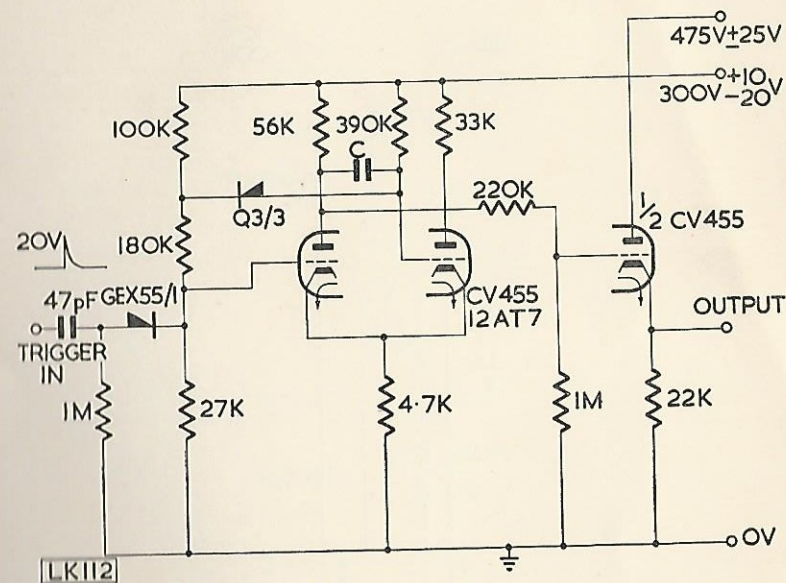 475V±25V
+10
300V-20V
100K
56K
390K
33K
C
220K
Q3/3
1/2 CV455
20V
180K
47pF
GEX55/1
CV455
12AT7
OUTPUT
TRIGGER
IN
1M
27K
4·7K
1M
22K
0V
LK112